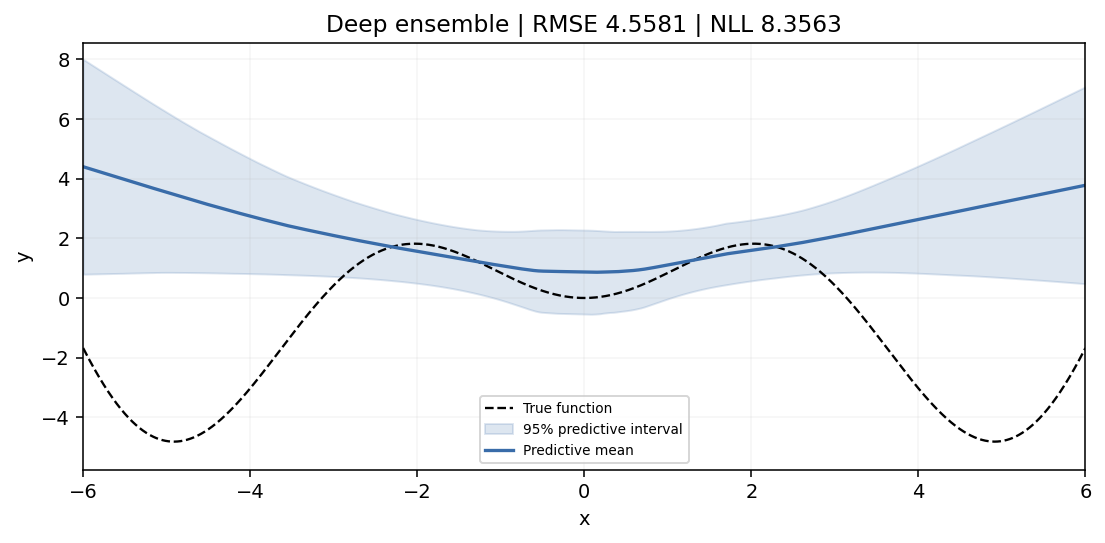 Deep ensemble | RMSE 4.5581 | NLL 8.3563
y
8
6
4
2
0
−2
−4
True function
95% predictive interval
Predictive mean
−6 −4 −2 0 2 4 6
x